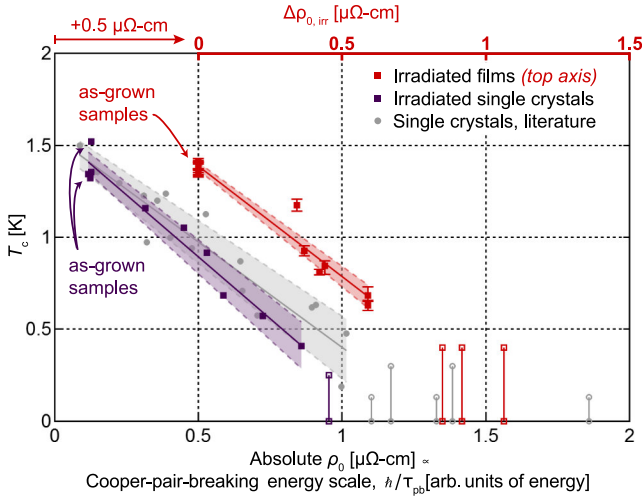 Δρ0, irr [μΩ-cm]
+0.5 μΩ-cm
0 0.5 1 1.5
2
1.5
1
0.5
0
Tc [K]
as-grown
samples
Irradiated films (top axis)
Irradiated single crystals
Single crystals, literature
as-grown
samples
0 0.5 1 1.5 2
Absolute ρ0 [μΩ-cm] ∝
Cooper-pair-breaking energy scale, ℏ/τpb[arb. units of energy]